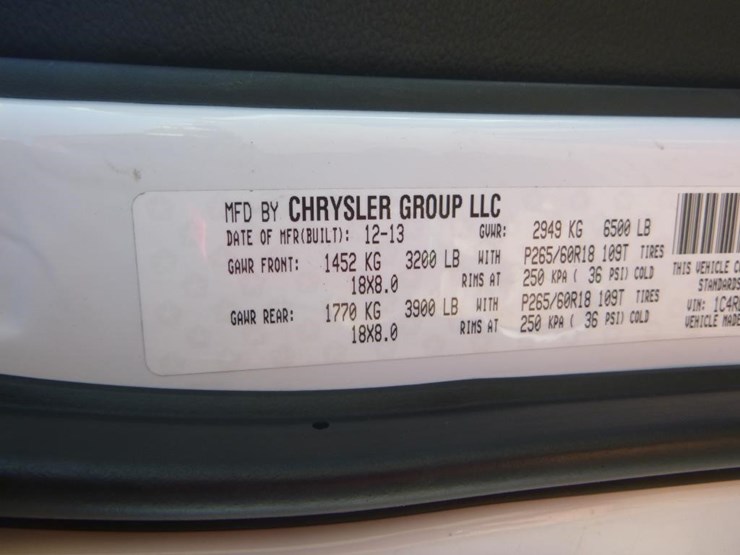 MFD BY CHRYSLER GROUP LLC
DATE OF MFR(BUILT): 12-13 GVWR: 2949 KG 6500 LB
GAWR FRONT: 1452 KG 3200 LB WITH P265/60R18 109T TIRES
18X8.0 RIMS AT 250 KPA ( 36 PSI) COLD
GAWR REAR: 1770 KG 3900 LB WITH P265/60R18 109T TIRES
18X8.0 RIMS AT 250 KPA ( 36 PSI) COLD
THIS VEHICLE
STANDARDS
VIN: 1C4R
VEHICLE MADE